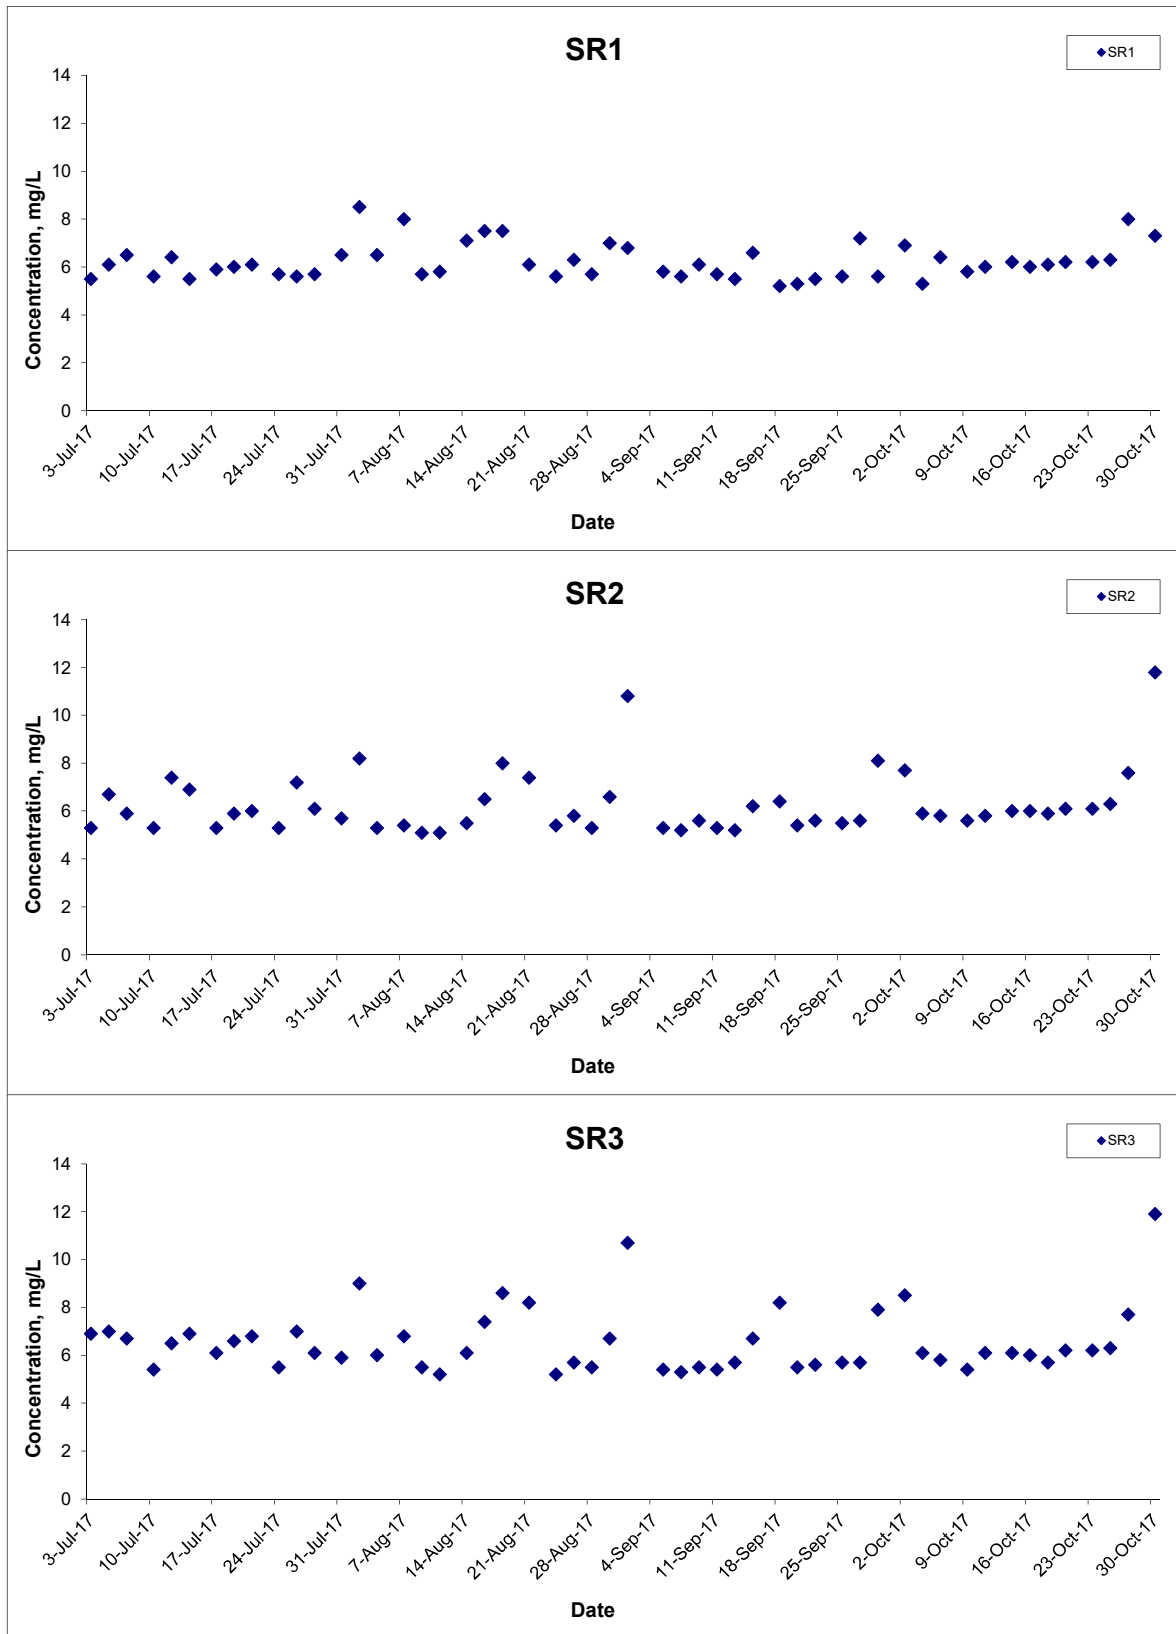 SR1
SR1
14
12
10
8
6
4
2
0
Concentration, mg/L
3-Jul-17
10-Jul-17
17-Jul-17
24-Jul-17
31-Jul-17
7-Aug-17
14-Aug-17
21-Aug-17
28-Aug-17
4-Sep-17
11-Sep-17
18-Sep-17
25-Sep-17
2-Oct-17
9-Oct-17
16-Oct-17
23-Oct-17
30-Oct-17
Date
SR2
SR2
14
12
10
8
6
4
2
0
Concentration, mg/L
3-Jul-17
10-Jul-17
17-Jul-17
24-Jul-17
31-Jul-17
7-Aug-17
14-Aug-17
21-Aug-17
28-Aug-17
4-Sep-17
11-Sep-17
18-Sep-17
25-Sep-17
2-Oct-17
9-Oct-17
16-Oct-17
23-Oct-17
30-Oct-17
Date
SR3
SR3
14
12
10
8
6
4
2
0
Concentration, mg/L
3-Jul-17
10-Jul-17
17-Jul-17
24-Jul-17
31-Jul-17
7-Aug-17
14-Aug-17
21-Aug-17
28-Aug-17
4-Sep-17
11-Sep-17
18-Sep-17
25-Sep-17
2-Oct-17
9-Oct-17
16-Oct-17
23-Oct-17
30-Oct-17
Date